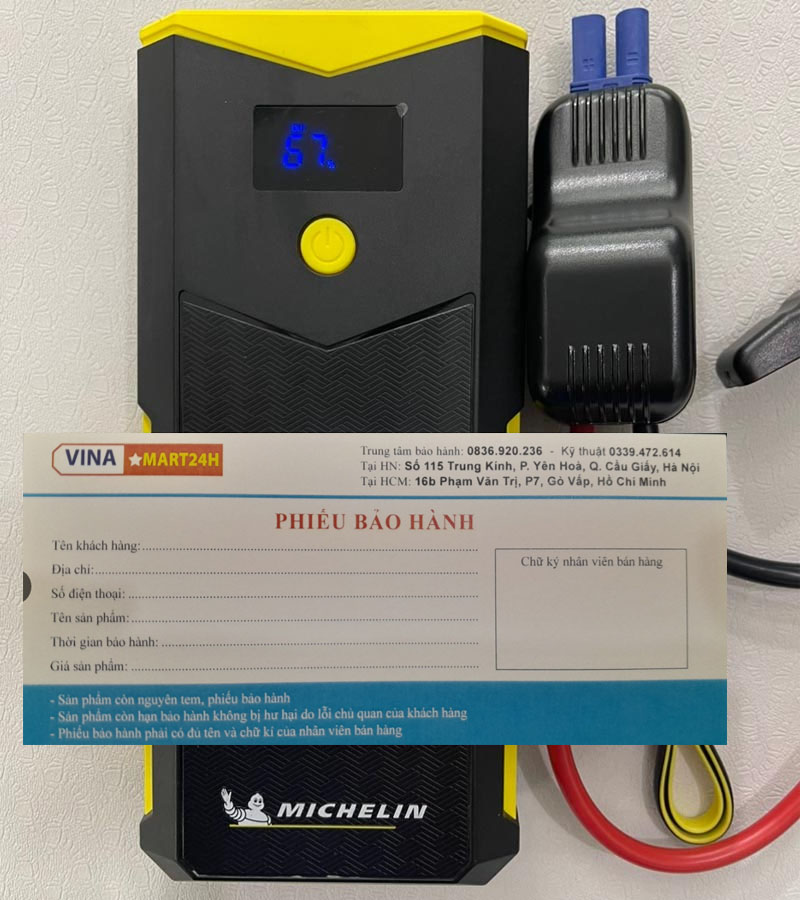 67%
VINA ★MART24H
Trung tâm bảo hành: 0836.920.236 - Kỹ thuật 0339.472.614
Tại HN: Số 115 Trung Kính, P. Yên Hoà, Q. Cầu Giấy, Hà Nội
Tại HCM: 16b Phạm Văn Trị, P7, Gò Vấp, Hồ Chí Minh
PHIẾU BẢO HÀNH
Tên khách hàng:
Địa chỉ:
Số điện thoại:
Tên sản phẩm:
Thời gian bảo hành:
Giá sản phẩm:
Chữ ký nhân viên bán hàng
- Sản phẩm còn nguyên tem, phiếu bảo hành
- Sản phẩm còn hạn bảo hành không bị hư hại do lỗi chủ quan của khách hàng
- Phiếu bảo hành phải có đủ tên và chữ kí của nhân viên bán hàng
MICHELIN